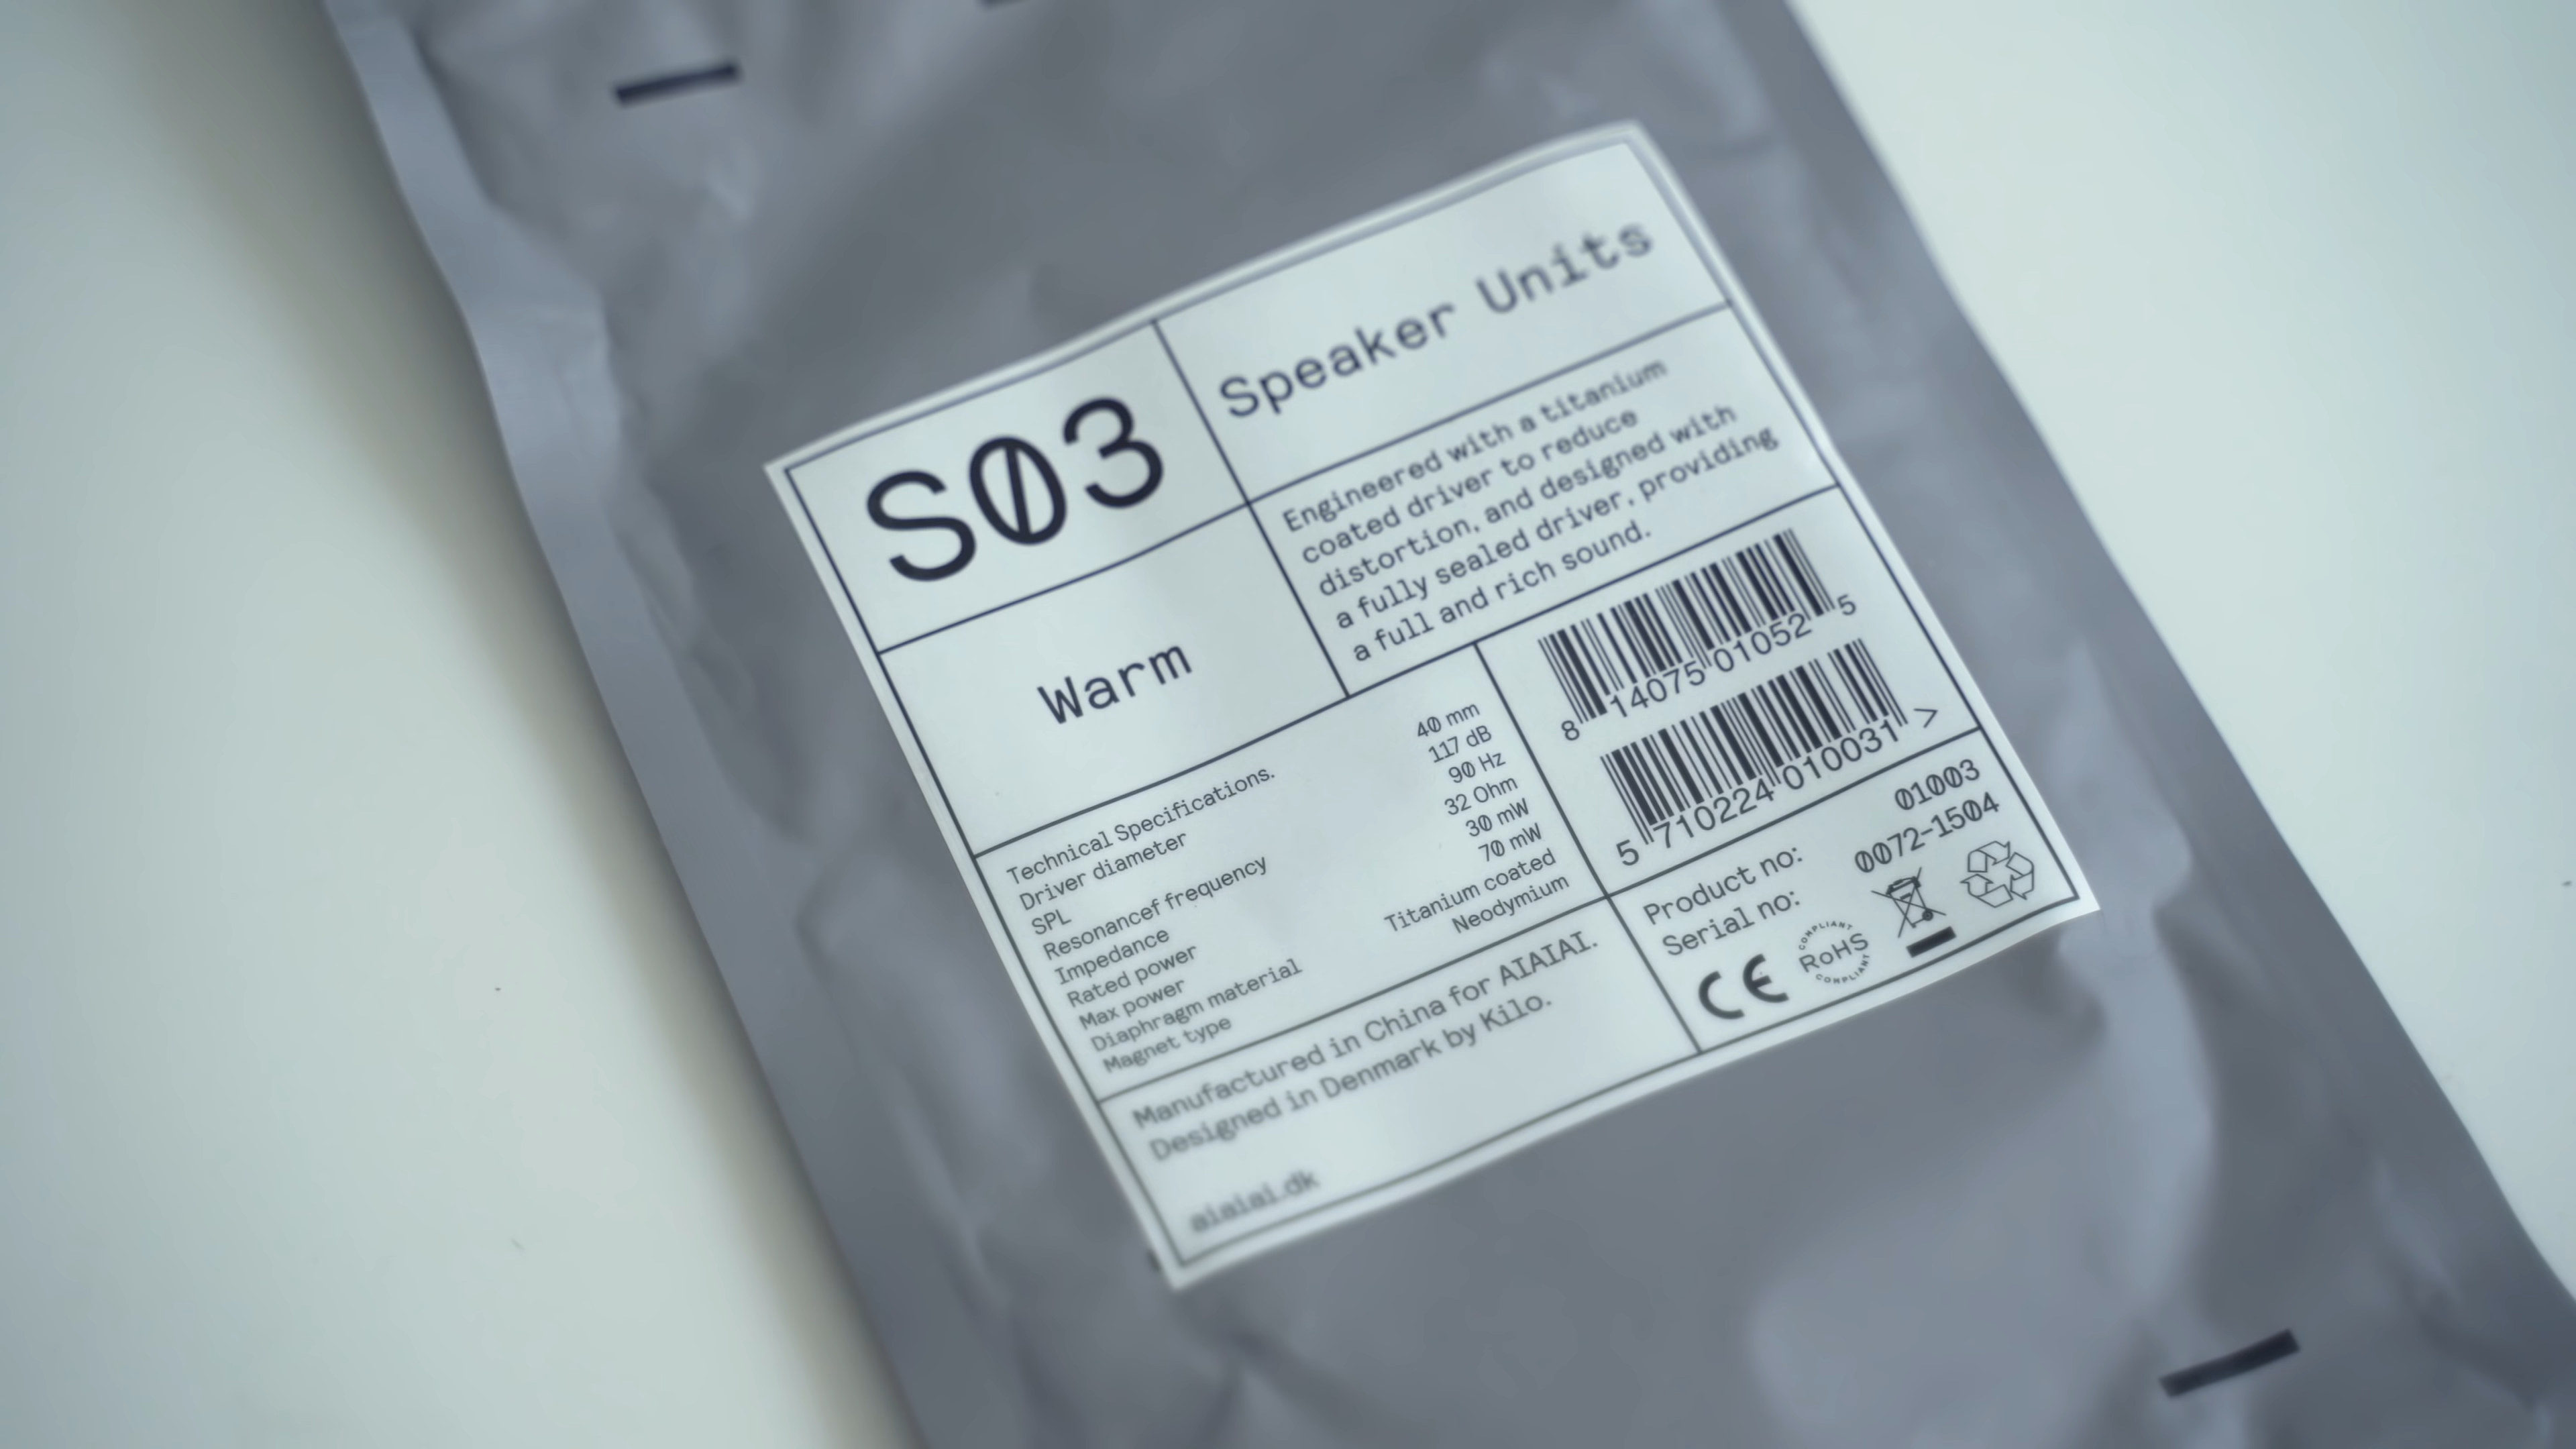 S03
Speaker Units
Warm
Engineered with a titanium
coated driver to reduce
distortion, and designed with
a fully sealed driver, providing
a full and rich sound.
Technical Specifications.
Driver diameter 40 mm
SPL 117 dB
Resonancef frequency 90 Hz
Impedance 32 Ohm
Rated power 30 mW
Max power 70 mW
Diaphragm material Titanium coated
Magnet type Neodymium
8 14075 01052 5
5 710224 010031 >
Product no: 01003
Serial no: 0072-1504
CE
COMPLIANT
RoHS
COMPLIANT
Manufactured in China for AIAIAI.
Designed in Denmark by Kilo.
aiaiai.dk